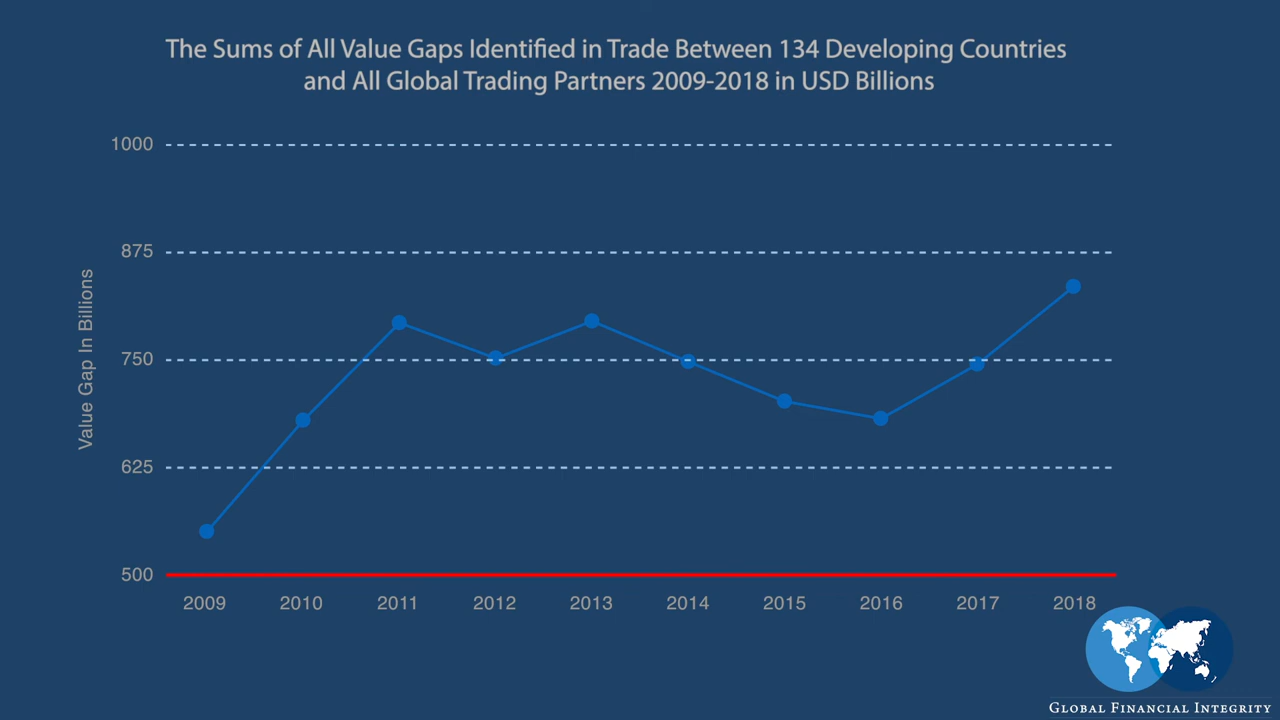 The Sums of All Value Gaps Identified in Trade Between 134 Developing Countries
and All Global Trading Partners 2009-2018 in USD Billions
1000
875
750
625
500
Value Gap In Billions
2009 2010 2011 2012 2013 2014 2015 2016 2017 2018
Global Financial Integrity